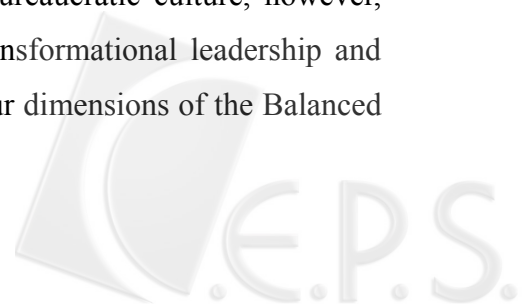 ureaucratic culture, however,
nsformational leadership and
ur dimensions of the Balanced
C.E.P.S.